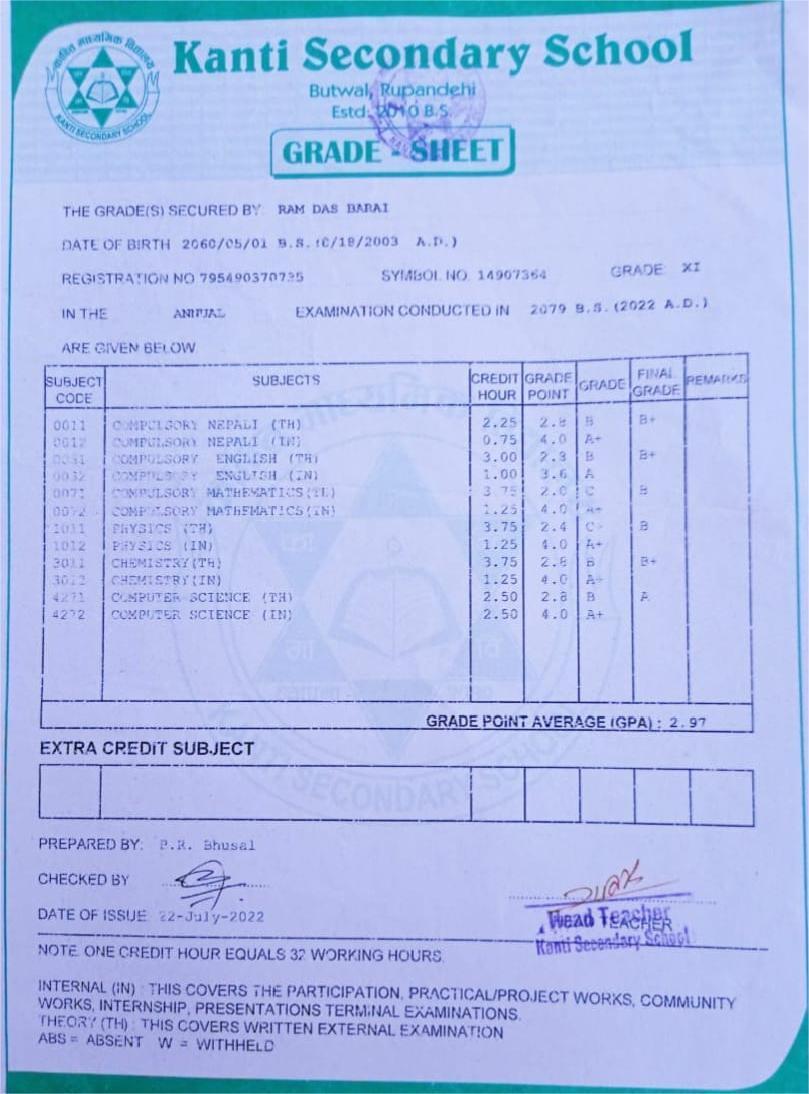 कान्ति माध्यमिक विद्यालय
KANTI SECONDARY SCHOOL
Kanti Secondary School
Butwal, Rupandehi
Estd: 2010 B.S.
GRADE - SHEET
THE GRADE(S) SECURED BY RAM DAS BARAI
DATE OF BIRTH 2060/05/01 B.S. (8/18/2003 A.D.)
REGISTRATION NO 795490370735 SYMBOL NO. 14907364 GRADE XI
IN THE ANNUAL EXAMINATION CONDUCTED IN 2079 B.S. (2022 A.D.)
ARE GIVEN BELOW
SUBJECT CODE SUBJECTS CREDIT HOUR GRADE POINT GRADE FINAL GRADE REMARKS
0011 COMPULSORY NEPALI (TH) 2.25 2.8 B B+
0012 COMPULSORY NEPALI (IN) 0.75 4.0 A+
0031 COMPULSORY ENGLISH (TH) 3.00 2.8 B B+
0032 COMPULSORY ENGLISH (IN) 1.00 3.6 A
0071 COMPULSORY MATHEMATICS(TH) 3.75 2.0 C B
0072 COMPULSORY MATHEMATICS(IN) 1.25 4.0 A+
1011 PHYSICS (TH) 3.75 2.4 C+ B
1012 PHYSICS (IN) 1.25 4.0 A+
3011 CHEMISTRY(TH) 3.75 2.8 B B+
3012 CHEMISTRY(IN) 1.25 4.0 A+
4271 COMPUTER SCIENCE (TH) 2.50 2.8 B A
4272 COMPUTER SCIENCE (IN) 2.50 4.0 A+
GRADE POINT AVERAGE (GPA) : 2.97
EXTRA CREDIT SUBJECT
PREPARED BY: P.R. Bhusal
CHECKED BY
DATE OF ISSUE 22-July-2022
Head Teacher
TEACHER
Kanti Secondary School
NOTE. ONE CREDIT HOUR EQUALS 32 WORKING HOURS.
INTERNAL (IN) : THIS COVERS THE PARTICIPATION, PRACTICAL/PROJECT WORKS, COMMUNITY
WORKS, INTERNSHIP, PRESENTATIONS TERMINAL EXAMINATIONS.
THEORY (TH) : THIS COVERS WRITTEN EXTERNAL EXAMINATION
ABS = ABSENT W = WITHHELD